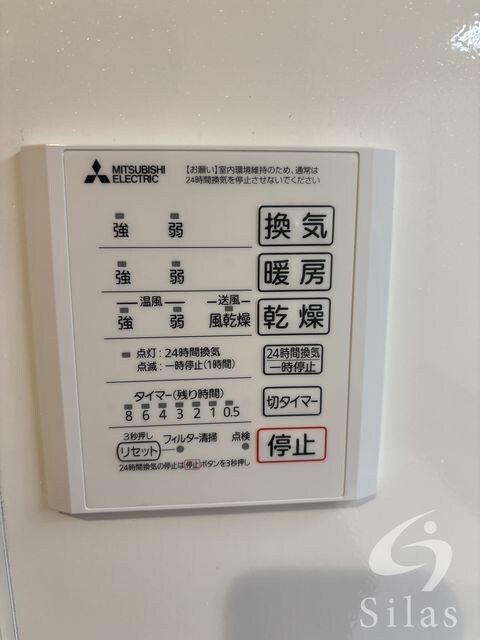 MITSUBISHI
ELECTRIC
【お願い】室内環境維持のため、通常は
24時間換気を停止させないでください
強 弱 換気
強 弱 暖房
温風 送風
強 弱 風乾燥 乾燥
点灯:24時間換気
点滅:一時停止(1時間)
24時間換気
一時停止
タイマー(残り時間)
8 6 4 3 2 1 0.5
切タイマー
3秒押し
リセット フィルター清掃 点検
停止
24時間換気の停止は停止ボタンを3秒押し
Silas